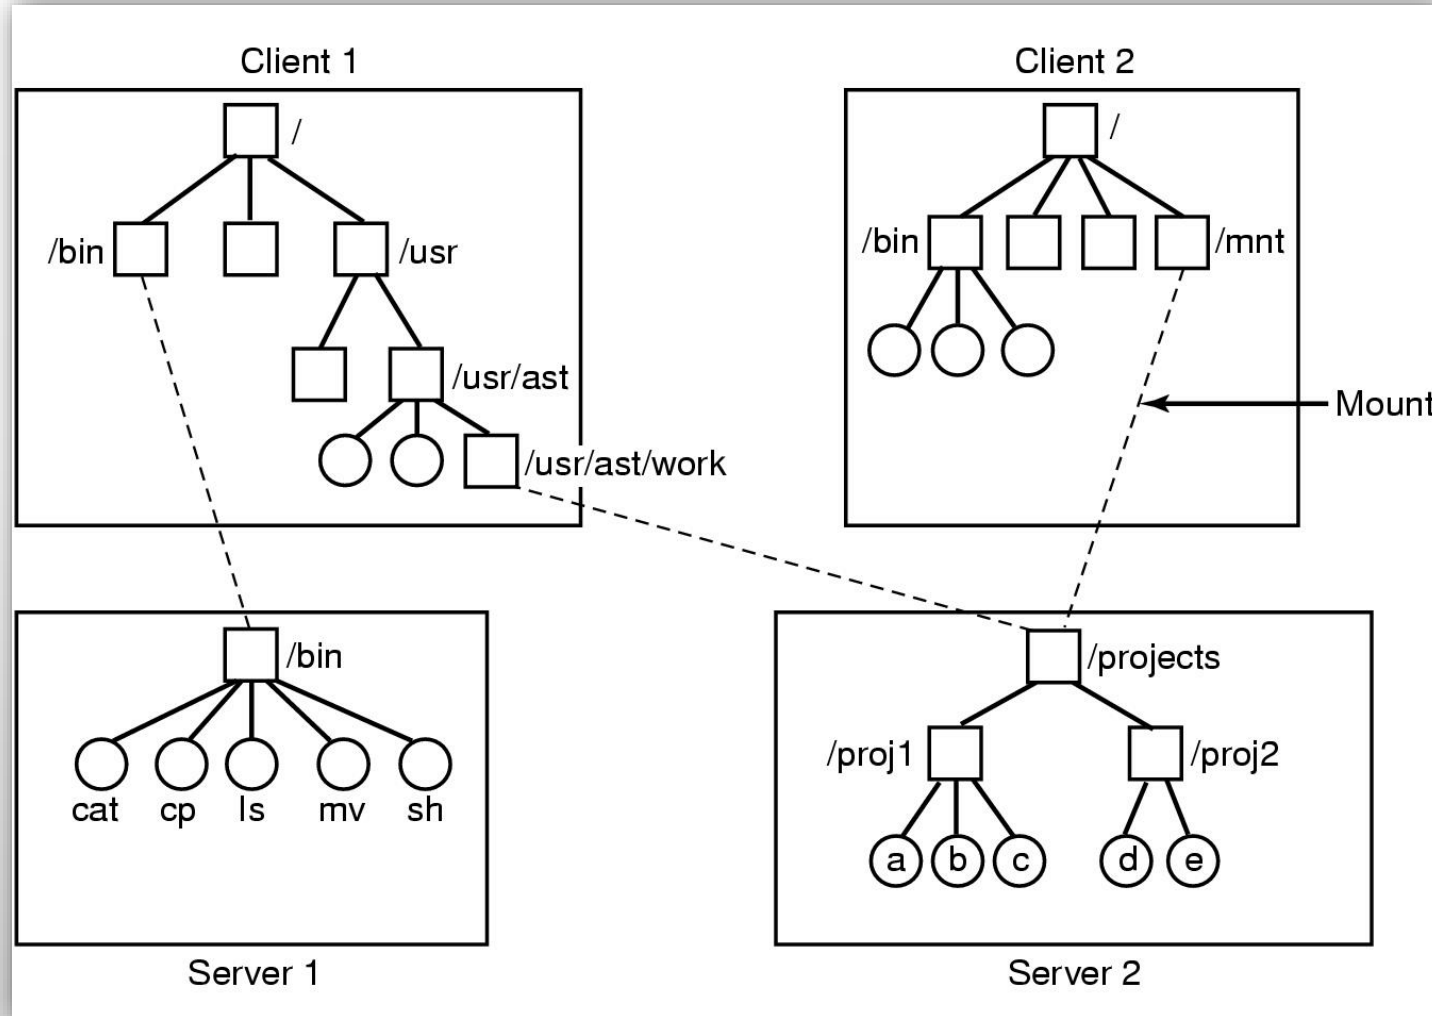 Client 1
Client 2
/
/
/bin
/usr
/bin
/mnt
/usr/ast
Mount
/usr/ast/work
/bin
/projects
/proj1
/proj2
cat
cp
ls
mv
sh
a
b
c
d
e
Server 1
Server 2